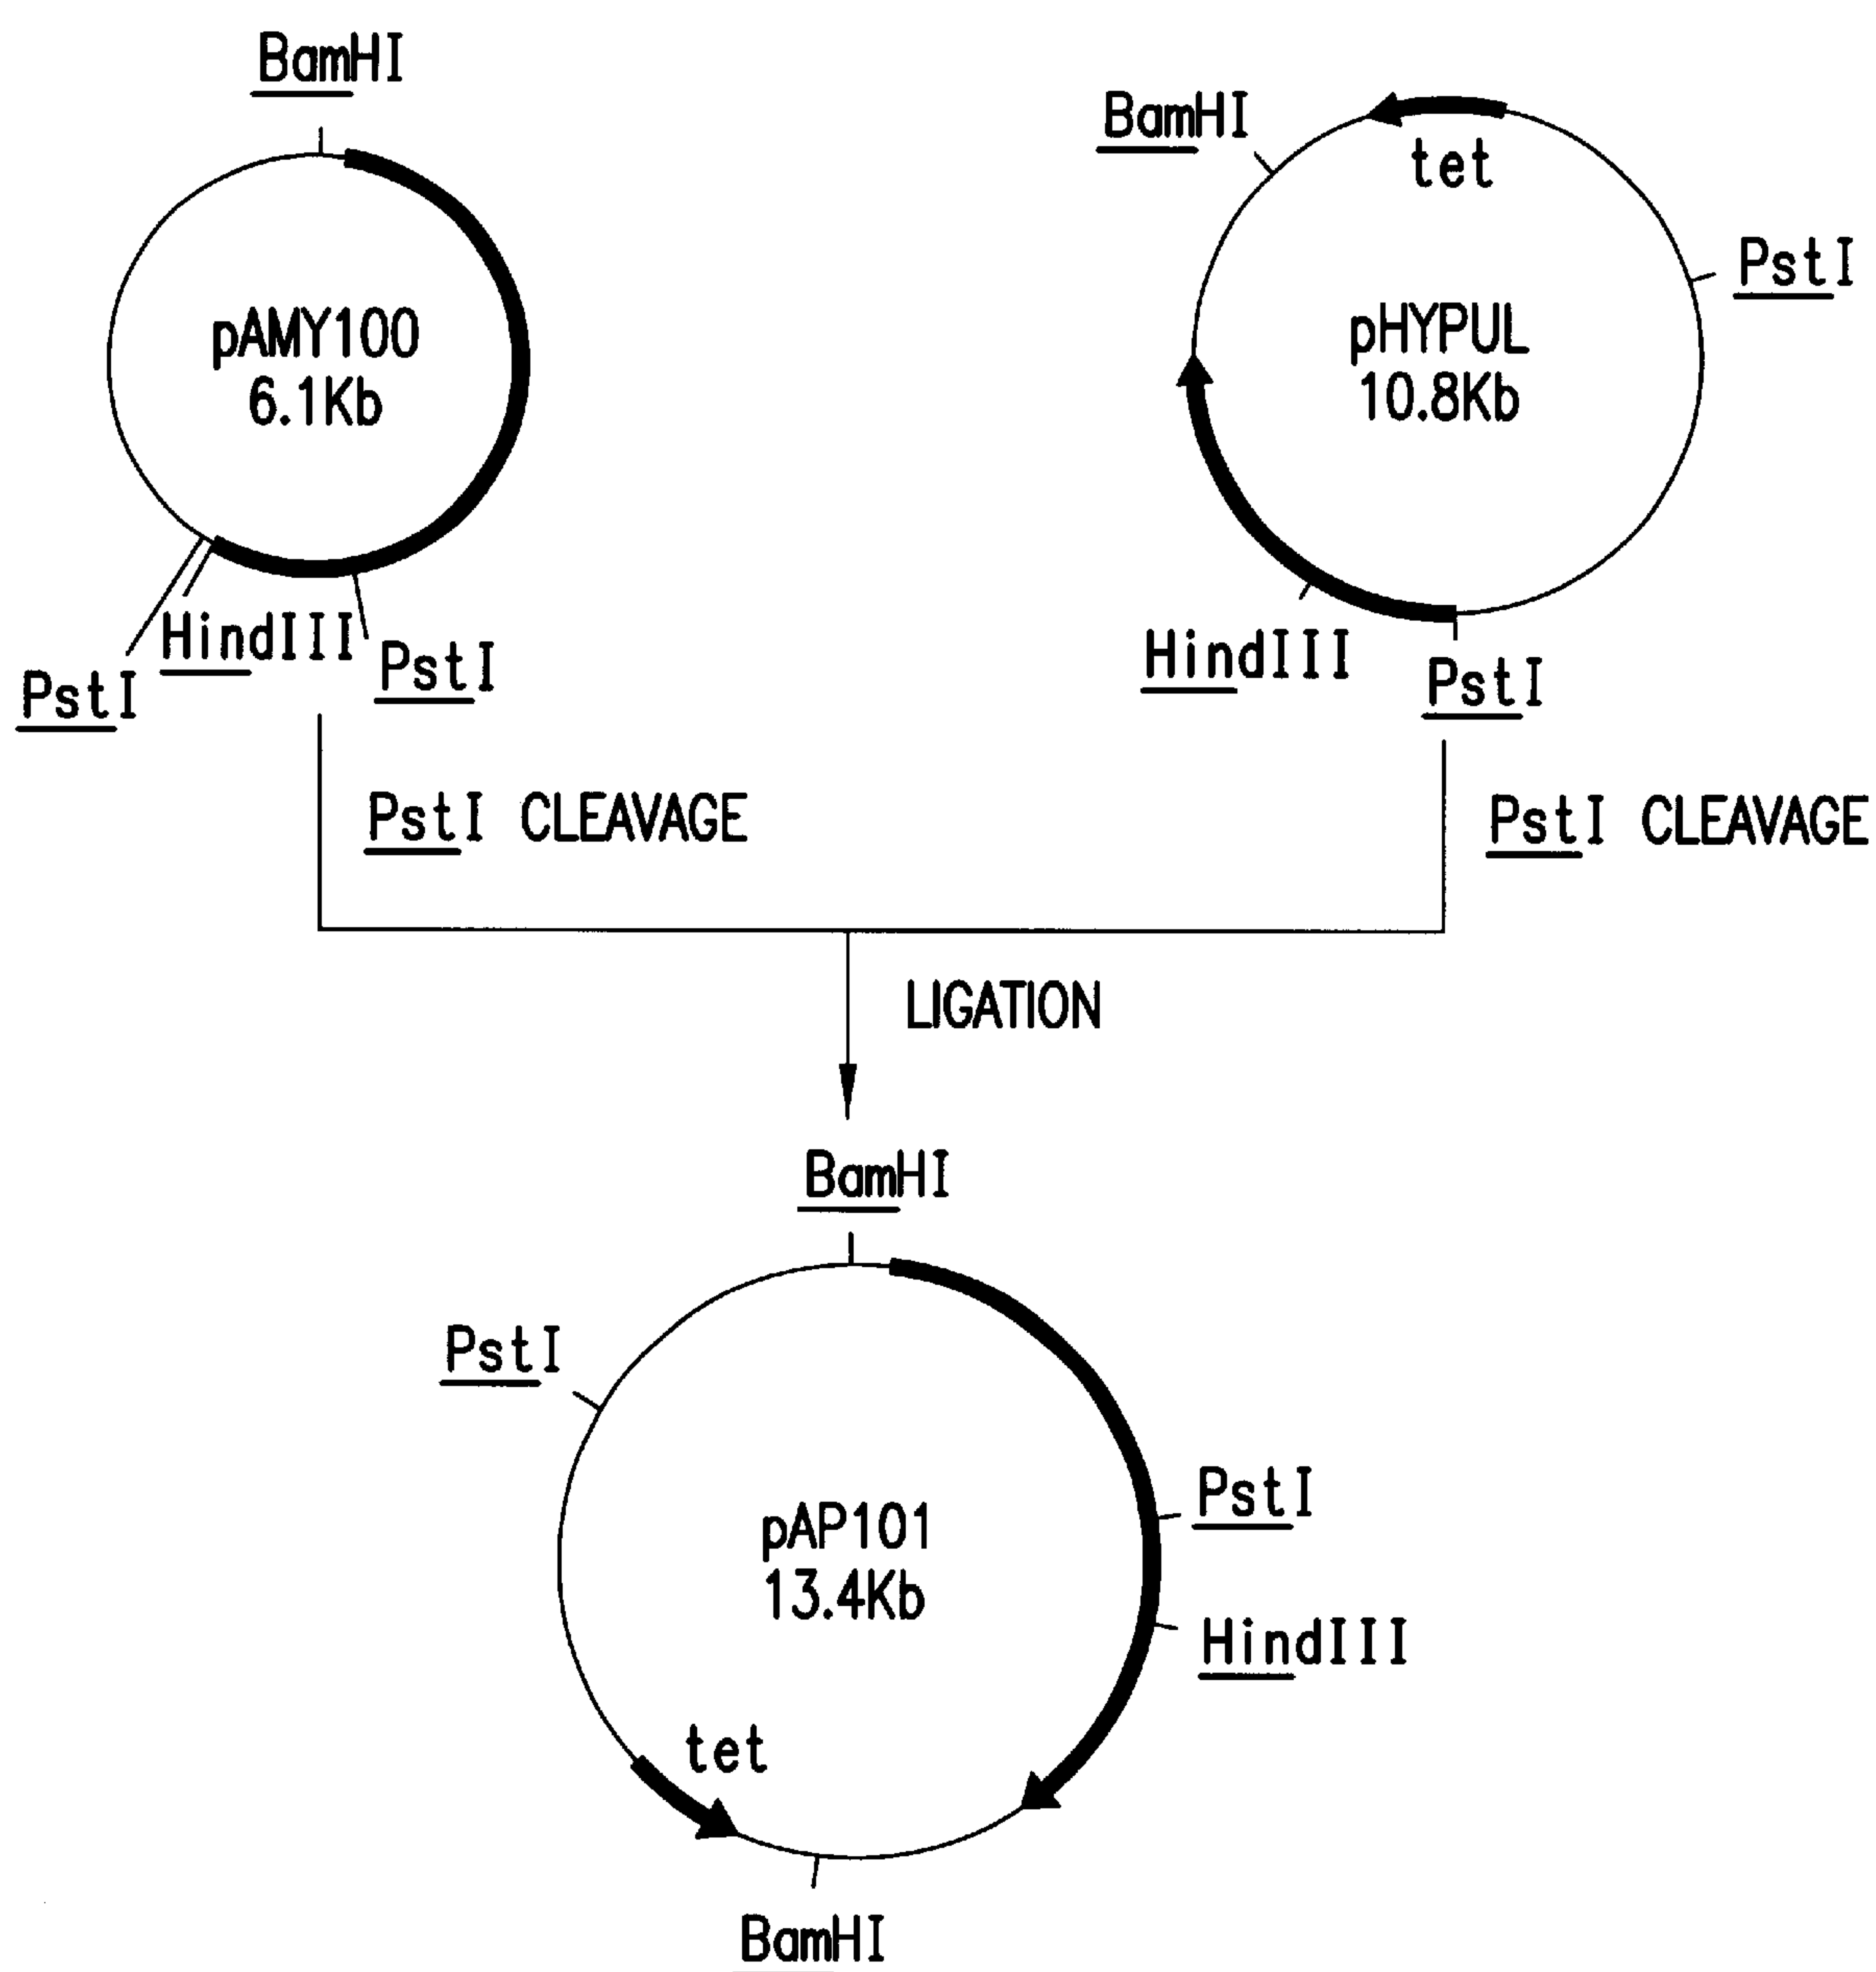 BamHI
pAMY100
6.1Kb
PstI
HindIII
PstI
BamHI
tet
PstI
pHYPUL
10.8Kb
HindIII
PstI
PstI CLEAVAGE
PstI CLEAVAGE
LIGATION
BamHI
PstI
PstI
pAP101
13.4Kb
HindIII
tet
BamHI